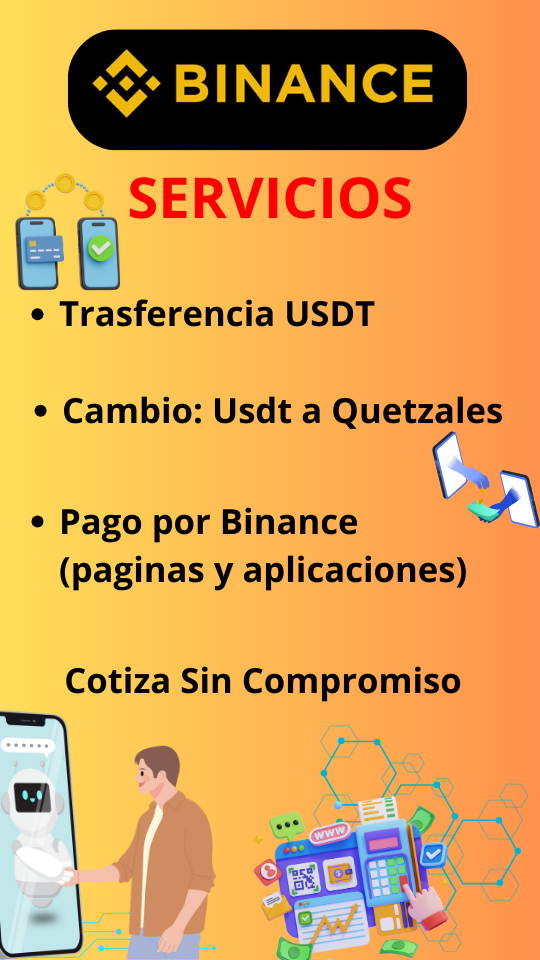 BINANCE
SERVICIOS
• Trasferencia USDT
• Cambio: Usdt a Quetzales
• Pago por Binance
(paginas y aplicaciones)
Cotiza Sin Compromiso
WWW